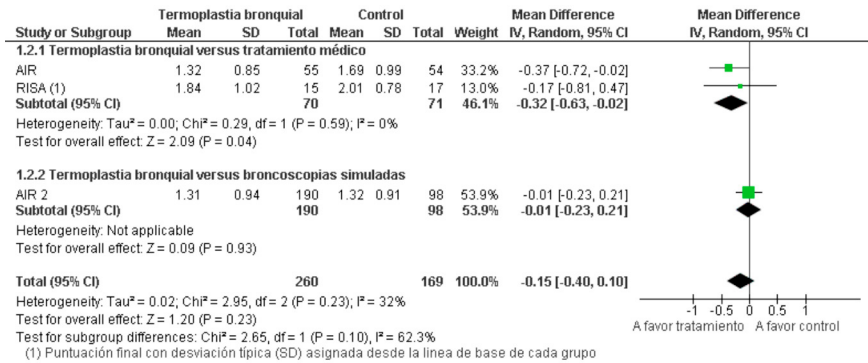 Termoplastia bronquial Control Mean Difference Mean Difference
Study or Subgroup Mean SD Total Mean SD Total Weight IV, Random, 95% CI IV, Random, 95% CI
1.2.1 Termoplastia bronquial versus tratamiento médico
AIR 1.32 0.85 55 1.69 0.99 54 33.2% -0.37 [-0.72, -0.02]
RISA (1) 1.84 1.02 15 2.01 0.78 17 13.0% -0.17 [-0.81, 0.47]
Subtotal (95% CI) 70 71 46.1% -0.32 [-0.63, -0.02]
Heterogeneity: Tau² = 0.00; Chi² = 0.29, df = 1 (P = 0.59); I² = 0%
Test for overall effect: Z = 2.09 (P = 0.04)
1.2.2 Termoplastia bronquial versus broncoscopias simuladas
AIR 2 1.31 0.94 190 1.32 0.91 98 53.9% -0.01 [-0.23, 0.21]
Subtotal (95% CI) 190 98 53.9% -0.01 [-0.23, 0.21]
Heterogeneity: Not applicable
Test for overall effect: Z = 0.09 (P = 0.93)
Total (95% CI) 260 169 100.0% -0.15 [-0.40, 0.10]
Heterogeneity: Tau² = 0.02; Chi² = 2.95, df = 2 (P = 0.23); I² = 32%
Test for overall effect: Z = 1.20 (P = 0.23)
Test for subgroup differences: Chi² = 2.65, df = 1 (P = 0.10), I² = 62.3%
-1 -0.5 0 0.5 1
A favor tratamiento A favor control
(1) Puntuación final con desviación típica (SD) asignada desde la linea de base de cada grupo